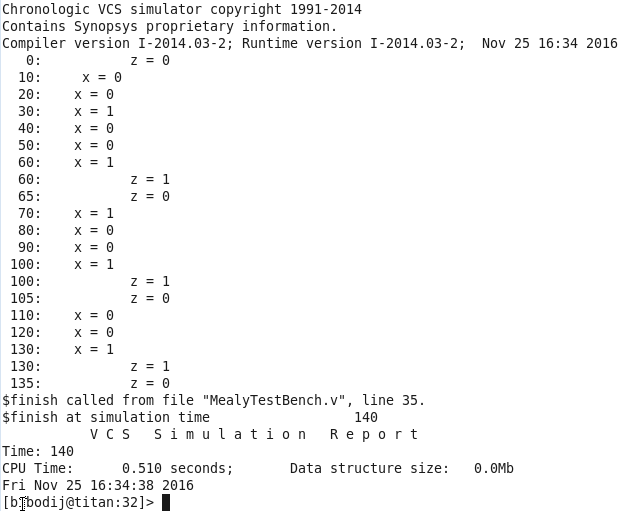 Chronologic VCS simulator copyright 1991-2014
Contains Synopsys proprietary information.
Compiler version I-2014.03-2; Runtime version I-2014.03-2;  Nov 25 16:34 2016
   0:           z = 0
  10:     x = 0
  20:    x = 0
  30:    x = 1
  40:    x = 0
  50:    x = 0
  60:    x = 1
  60:           z = 1
  65:           z = 0
  70:    x = 1
  80:    x = 0
  90:    x = 0
 100:    x = 1
 100:           z = 1
 105:           z = 0
 110:    x = 0
 120:    x = 0
 130:    x = 1
 130:           z = 1
 135:           z = 0
$finish called from file "MealyTestBench.v", line 35.
$finish at simulation time                  140
           V C S   S i m u l a t i o n   R e p o r t
Time: 140
CPU Time:      0.510 seconds;       Data structure size:   0.0Mb
Fri Nov 25 16:34:38 2016